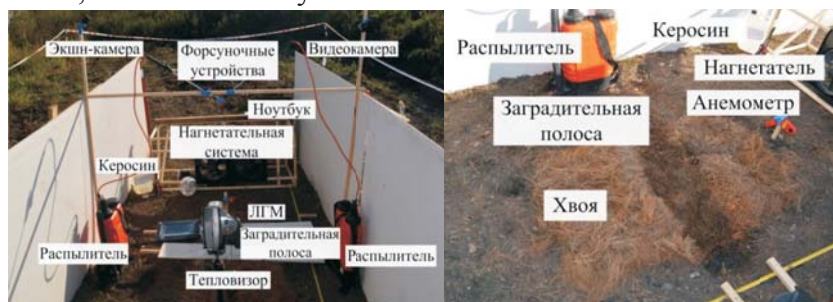 Экшн-камера
Форсуночные
устройства
Видеокамера
Ноутбук
Нагнетательная
система
Керосин
ЛГМ
Заградительная
полоса
Распылитель
Распылитель
Тепловизор
Распылитель
Керосин
Нагнетатель
Заградительная
полоса
Анемометр
Хвоя